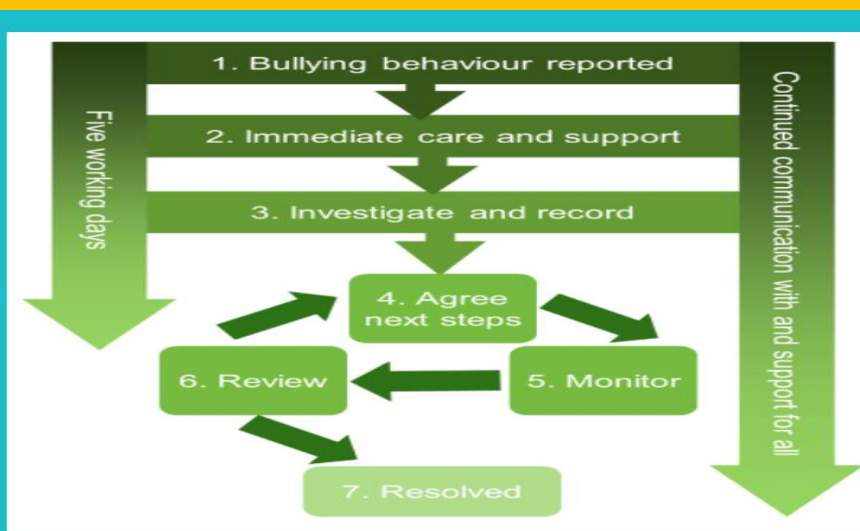 1. Bullying behaviour reported
2. Immediate care and support
3. Investigate and record
4. Agree
next steps
5. Monitor
6. Review
7. Resolved
Five working days
Continued communication with and support for all